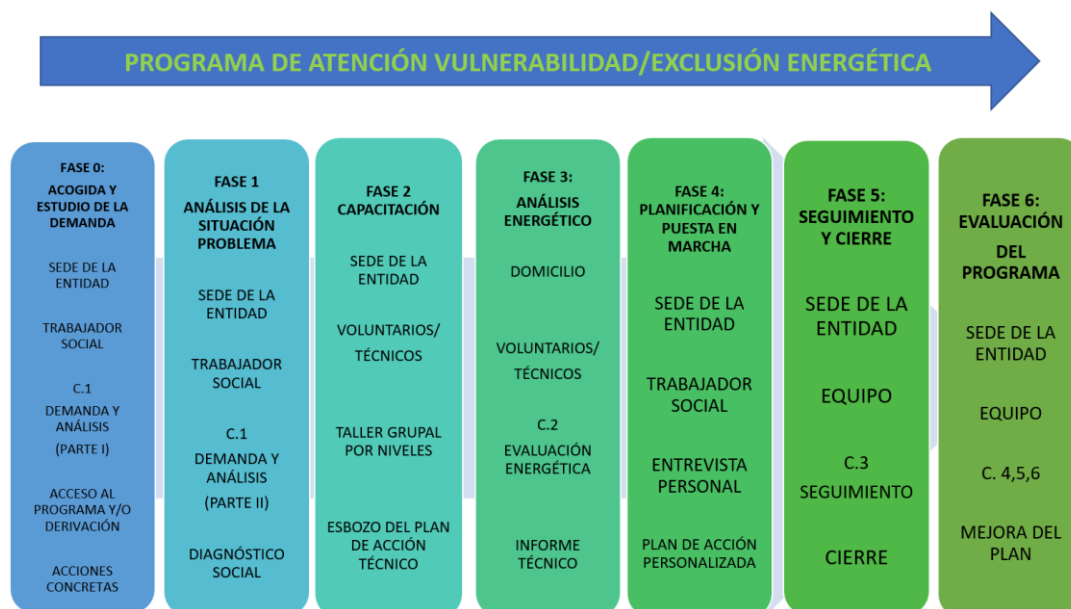 PROGRAMA DE ATENCIÓN VULNERABILIDAD/EXCLUSIÓN ENERGÉTICA
FASE 0:
ACOGIDA Y
ESTUDIO DE LA
DEMANDA
SEDE DE LA
ENTIDAD
TRABAJADOR
SOCIAL
C.1
DEMANDA Y
ANÁLISIS
(PARTE I)
ACCESO AL
PROGRAMA Y/O
DERIVACIÓN
ACCIONES
CONCRETAS
FASE 1
ANÁLISIS DE LA
SITUACIÓN
PROBLEMA
SEDE DE LA
ENTIDAD
TRABAJADOR
SOCIAL
C.1
DEMANDA Y
ANÁLISIS
(PARTE II)
DIAGNÓSTICO
SOCIAL
FASE 2
CAPACITACIÓN
SEDE DE LA
ENTIDAD
VOLUNTARIOS/
TÉCNICOS
TALLER GRUPAL
POR NIVELES
ESBOZO DEL PLAN
DE ACCIÓN
TÉCNICO
FASE 3:
ANÁLISIS
ENERGÉTICO
DOMICILIO
VOLUNTARIOS/
TÉCNICOS
C.2
EVALUACIÓN
ENERGÉTICA
INFORME
TÉCNICO
FASE 4:
PLANIFICACIÓN Y
PUESTA EN
MARCHA
SEDE DE LA
ENTIDAD
TRABAJADOR
SOCIAL
ENTREVISTA
PERSONAL
PLAN DE ACCIÓN
PERSONALIZADA
FASE 5:
SEGUIMIENTO
Y CIERRE
SEDE DE LA
ENTIDAD
EQUIPO
C.3
SEGUIMIENTO
CIERRE
FASE 6:
EVALUACIÓN
DEL
PROGRAMA
SEDE DE LA
ENTIDAD
EQUIPO
C. 4,5,6
MEJORA DEL
PLAN